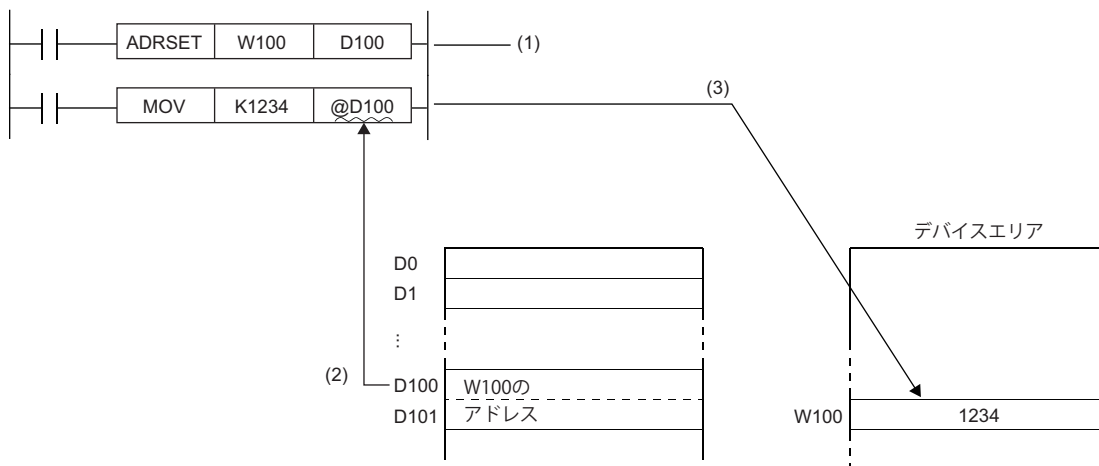 ADRSET W100 D100 (1)
MOV K1234 @D100 (3)
デバイスエリア
D0
D1
⋮
(2) D100 W100の
D101 アドレス W100 1234